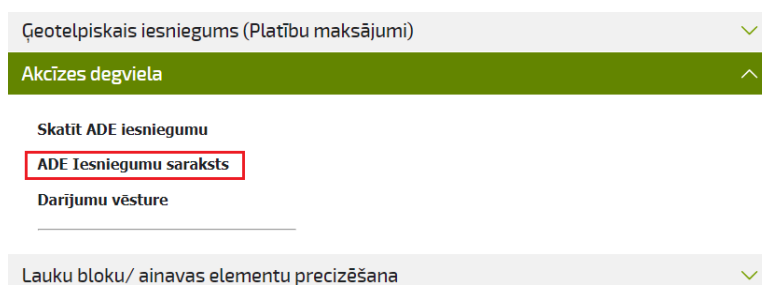 Ģeotelpiskais iesniegums (Platību maksājumi)
Akcīzes degviela
Skatīt ADE iesniegumu
ADE Iesniegumu saraksts
Darījumu vēsture
Lauku bloku/ ainavas elementu precizēšana